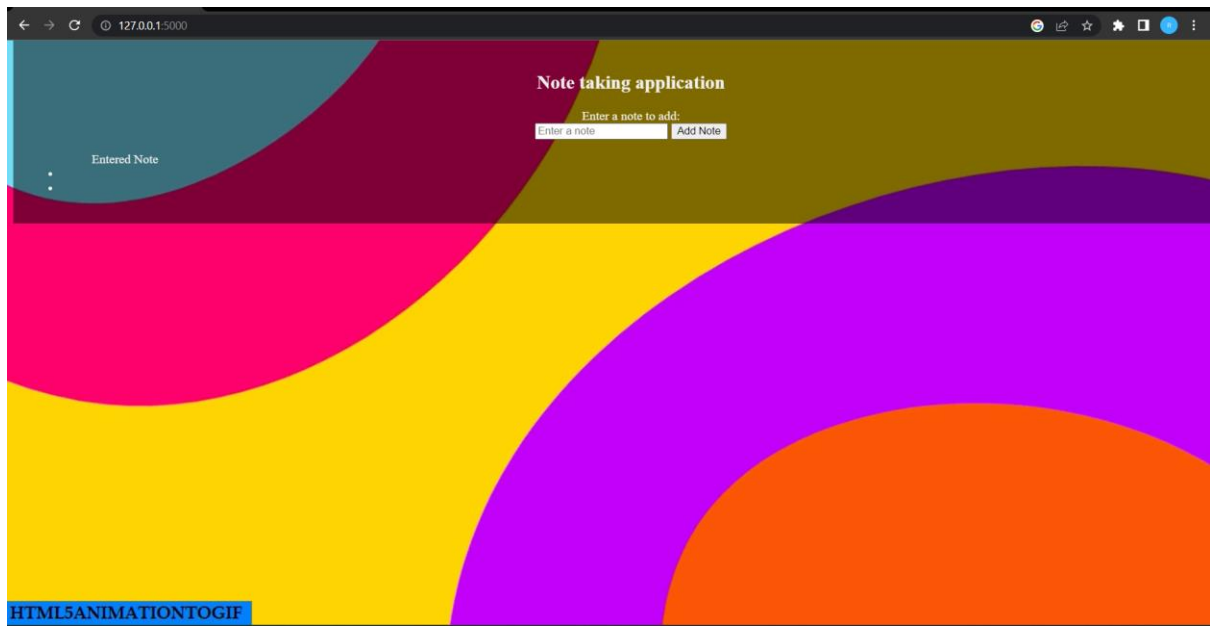 127.0.0.1:5000
Note taking application
Enter a note to add:
Enter a note Add Note
Entered Note
HTML5ANIMATIONTOGIF